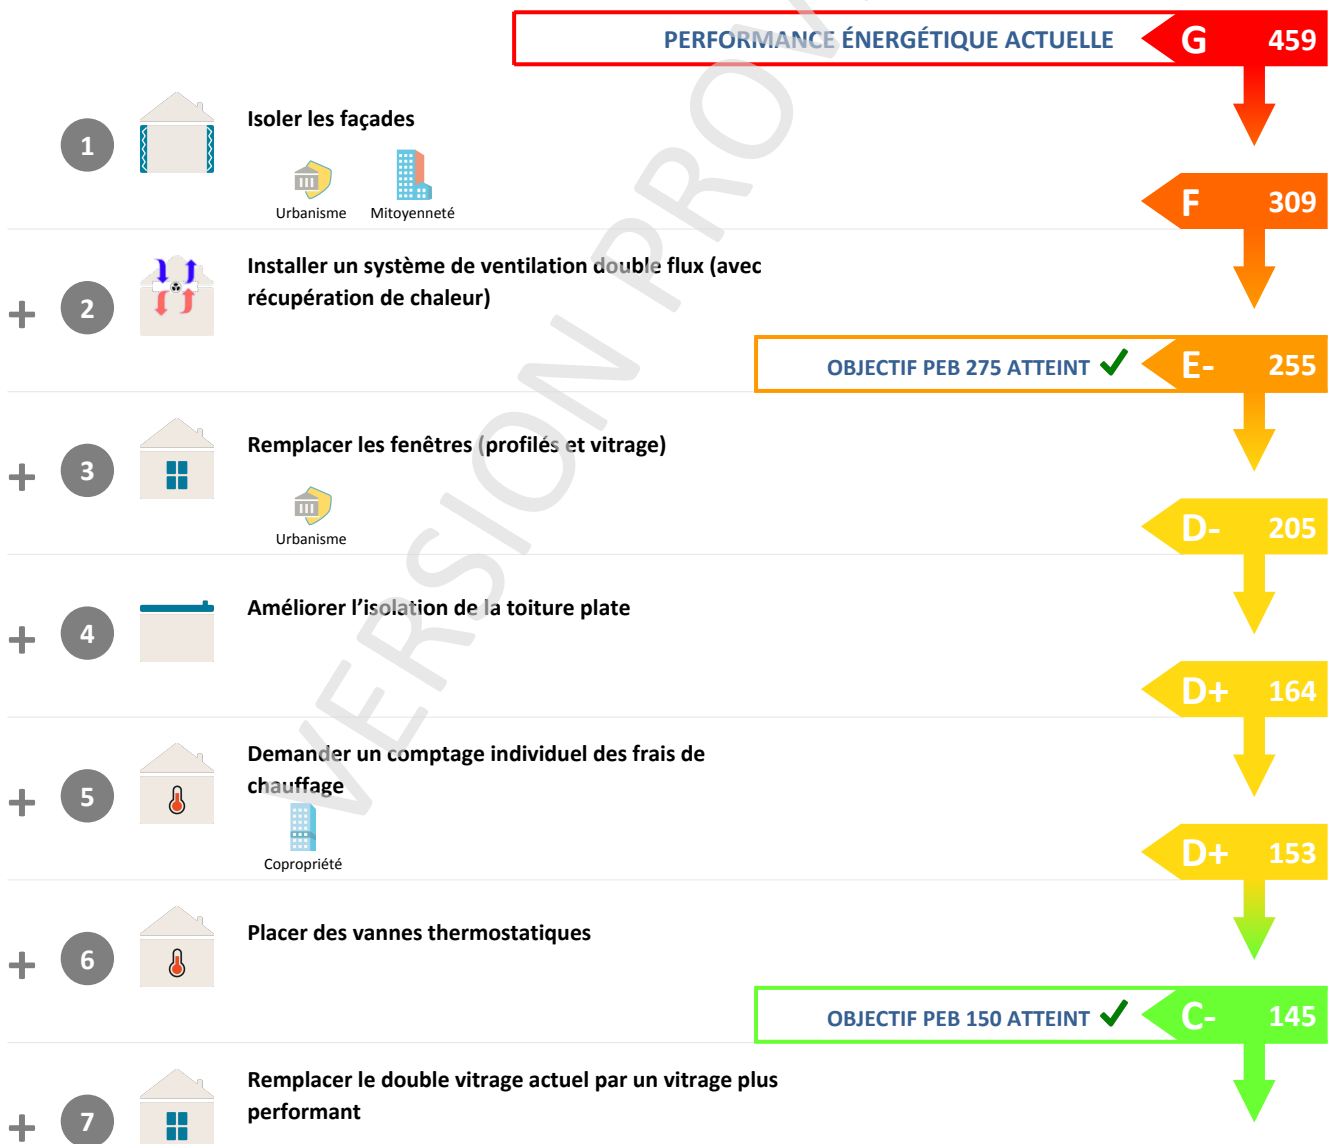 PERFORMANCE ÉNERGÉTIQUE ACTUELLE G 459
1 Isoler les façades
Urbanisme Mitoyenneté
F 309
+ 2 Installer un système de ventilation double flux (avec
récupération de chaleur)
OBJECTIF PEB 275 ATTEINT E- 255
+ 3 Remplacer les fenêtres (profilés et vitrage)
Urbanisme
D- 205
+ 4 Améliorer l’isolation de la toiture plate
D+ 164
+ 5 Demander un comptage individuel des frais de
chauffage
Copropriété
D+ 153
+ 6 Placer des vannes thermostatiques
OBJECTIF PEB 150 ATTEINT C- 145
+ 7 Remplacer le double vitrage actuel par un vitrage plus
performant
VERSION PROV